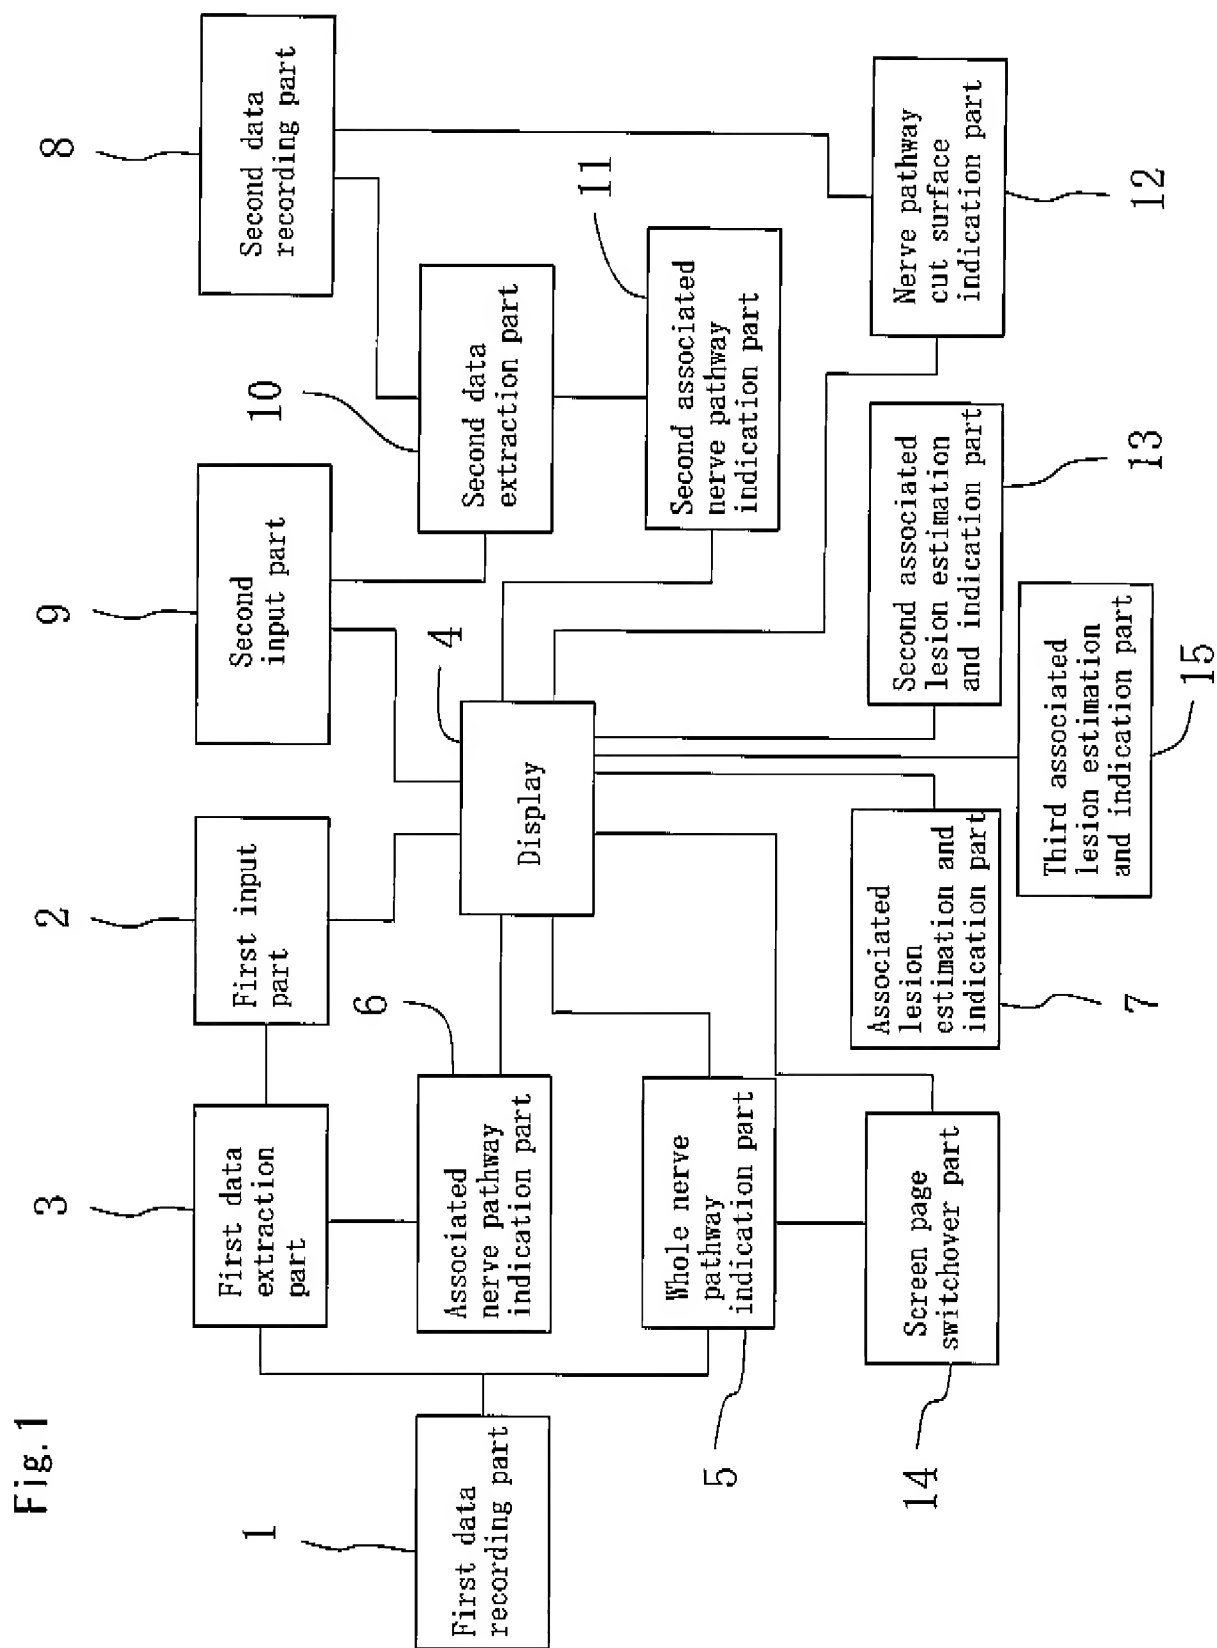 Fig. 1
1
First data
recording part
3
First data
extraction
part
2
First input
part
9
Second
input part
8
Second data
recording part
6
Associated
nerve pathway
indication part
4
Display
10
Second data
extraction part
11
Second associated
nerve pathway
indication part
5
Whole nerve
pathway
indication part
14
Screen page
switchover part
7
Associated
lesion
estimation and
indication part
15
Third associated
lesion estimation
and indication part
13
Second associated
lesion estimation
and indication part
12
Nerve pathway
cut surface
indication part